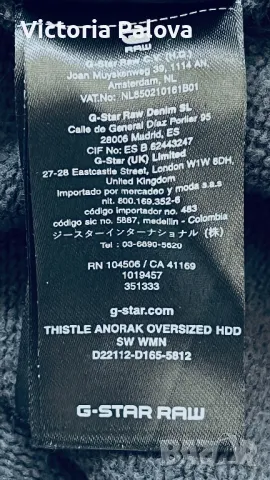 Victoria Palova
RAW
G-Star Raw C.V.
Joan Muyskenweg 39, 1114 AN,
Amsterdam, NL
VAT.No: NL850210161B01
G-Star Raw Denim SL
Calle de General Díaz Porlier 95
28006 Madrid, ES
CIF No: ES B 62443247
G-Star (UK) Limited
27-28 Eastcastle Street, London W1W 8DH,
United Kingdom
Importado por mercadeo y moda s.a.s
nit. 800.169.352-6
código importador no. 483
código sic no. 5887, medellin - Colombia
ジースターインターナショナル (株)
Tel : 03-6890-5620
RN 104506 / CA 41169
1019457
351333
g-star.com
THISTLE ANORAK OVERSIZED HDD
SW WMN
D22112-D165-5812
G-STAR RAW